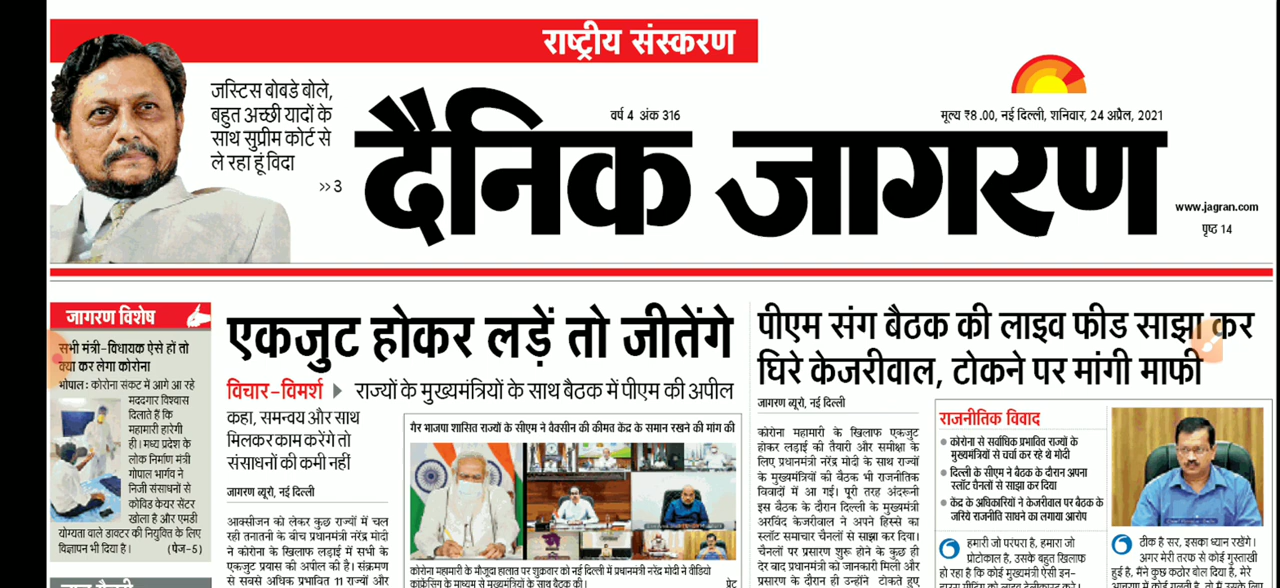 राष्ट्रीय संस्करण
जस्टिस बोबडे बोले,
बहुत अच्छी यादों के
साथ सुप्रीम कोर्ट से
ले रहा हूं विदा
>> ३
वर्ष 4 अंक 316
मूल्य ₹8.00, नई दिल्ली, शनिवार, 24 अप्रैल, 2021
दैनिक जागरण
www.jagran.com
पृष्ठ 14
जागरण विशेष
सभी मंत्री-विधायक ऐसे हों तो
क्या कर लेगा कोरोना
भोपाल : कोरोना संकट में आगे आ रहे
मददगार विश्वास
दिलाते हैं कि
महामारी हारेगी
ही। मध्य प्रदेश के
लोक निर्माण मंत्री
गोपाल भार्गव ने
निजी संसाधनों से
कोविड केयर सेंटर
खोला है और एमडी
योग्यता वाले डाक्टर की नियुक्ति के लिए
विज्ञापन भी दिया है। (पेज-5)
एकजुट होकर लड़ें तो जीतेंगे
विचार-विमर्श राज्यों के मुख्यमंत्रियों के साथ बैठक में पीएम की अपील
कहा, समन्वय और साथ
मिलकर काम करेंगे तो
संसाधनों की कमी नहीं
जागरण ब्यूरो, नई दिल्ली
आक्सीजन को लेकर कुछ राज्यों में चल
रही तनातनी के बीच प्रधानमंत्री नरेंद्र मोदी
ने कोरोना के खिलाफ लड़ाई में सभी के
एकजुट प्रयास की अपील की है। संक्रमण
से सबसे अधिक प्रभावित 11 राज्यों और
गैर भाजपा शासित राज्यों के सीएम ने वैक्सीन की कीमत केंद्र के समान रखने की मांग की
कोरोना महामारी के मौजूदा हालात पर शुक्रवार को नई दिल्ली में प्रधानमंत्री नरेंद्र मोदी ने वीडियो
कांफ्रेंसिंग के माध्यम से मुख्यमंत्रियों के साथ बैठक की। प्रेट्र
पीएम संग बैठक की लाइव फीड साझा कर
घिरे केजरीवाल, टोकने पर मांगी माफी
जागरण ब्यूरो, नई दिल्ली
कोरोना महामारी के खिलाफ एकजुट
होकर लड़ाई की तैयारी और समीक्षा के
लिए प्रधानमंत्री नरेंद्र मोदी के साथ राज्यों
के मुख्यमंत्रियों की बैठक भी राजनीतिक
विवादों में आ गई। पूरी तरह अंदरूनी
इस बैठक के दौरान दिल्ली के मुख्यमंत्री
अरविंद केजरीवाल ने अपने हिस्से का
स्लॉट समाचार चैनलों से साझा कर दिया।
चैनलों पर प्रसारण शुरू होने के कुछ ही
देर बाद प्रधानमंत्री को जानकारी मिली और
प्रसारण के दौरान ही उन्होंने टोकते हुए
राजनीतिक विवाद
कोरोना से सर्वाधिक प्रभावित राज्यों के
मुख्यमंत्रियों से चर्चा कर रहे थे मोदी
दिल्ली के सीएम ने बैठक के दौरान अपना
स्लॉट चैनलों से साझा कर दिया
केंद्र के अधिकारियों ने केजरीवाल पर बैठक के
जरिये राजनीति साधने का लगाया आरोप
हमारी जो परंपरा है, हमारा जो
प्रोटोकाल है, उसके बहुत खिलाफ
हो रहा है कि कोई मुख्यमंत्री ऐसी इन-
ठीक है सर, इसका ध्यान रखेंगे।
अगर मेरी तरफ से कोई गुस्ताखी
हुई है, मैंने कुछ कठोर बोल दिया है, मेरे